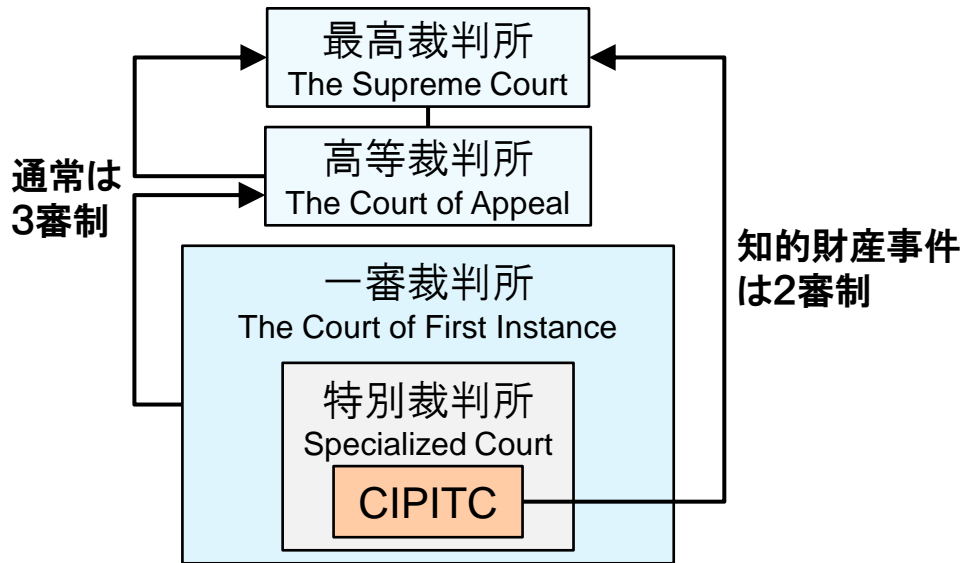 最高裁判所
The Supreme Court
高等裁判所
The Court of Appeal
通常は
3審制
知的財産事件
は2審制
一審裁判所
The Court of First Instance
特別裁判所
Specialized Court
CIPITC